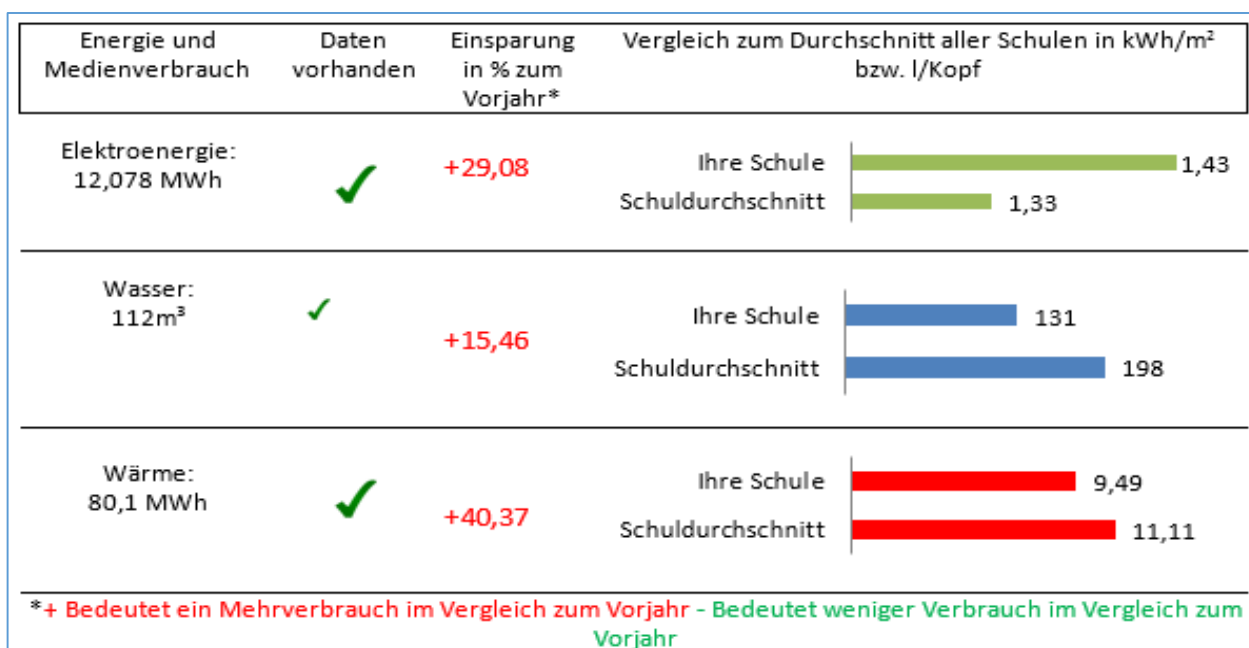 Energie und
Medienverbrauch
Daten
vorhanden
Einsparung
in % zum
Vorjahr*
Vergleich zum Durchschnitt aller Schulen in kWh/m²
bzw. l/Kopf
Elektroenergie:
12,078 MWh
+29,08
Ihre Schule
1,43
Schuldurchschnitt
1,33
Wasser:
112m³
+15,46
Ihre Schule
131
Schuldurchschnitt
198
Wärme:
80,1 MWh
+40,37
Ihre Schule
9,49
Schuldurchschnitt
11,11
*+ Bedeutet ein Mehrverbrauch im Vergleich zum Vorjahr - Bedeutet weniger Verbrauch im Vergleich zum
Vorjahr